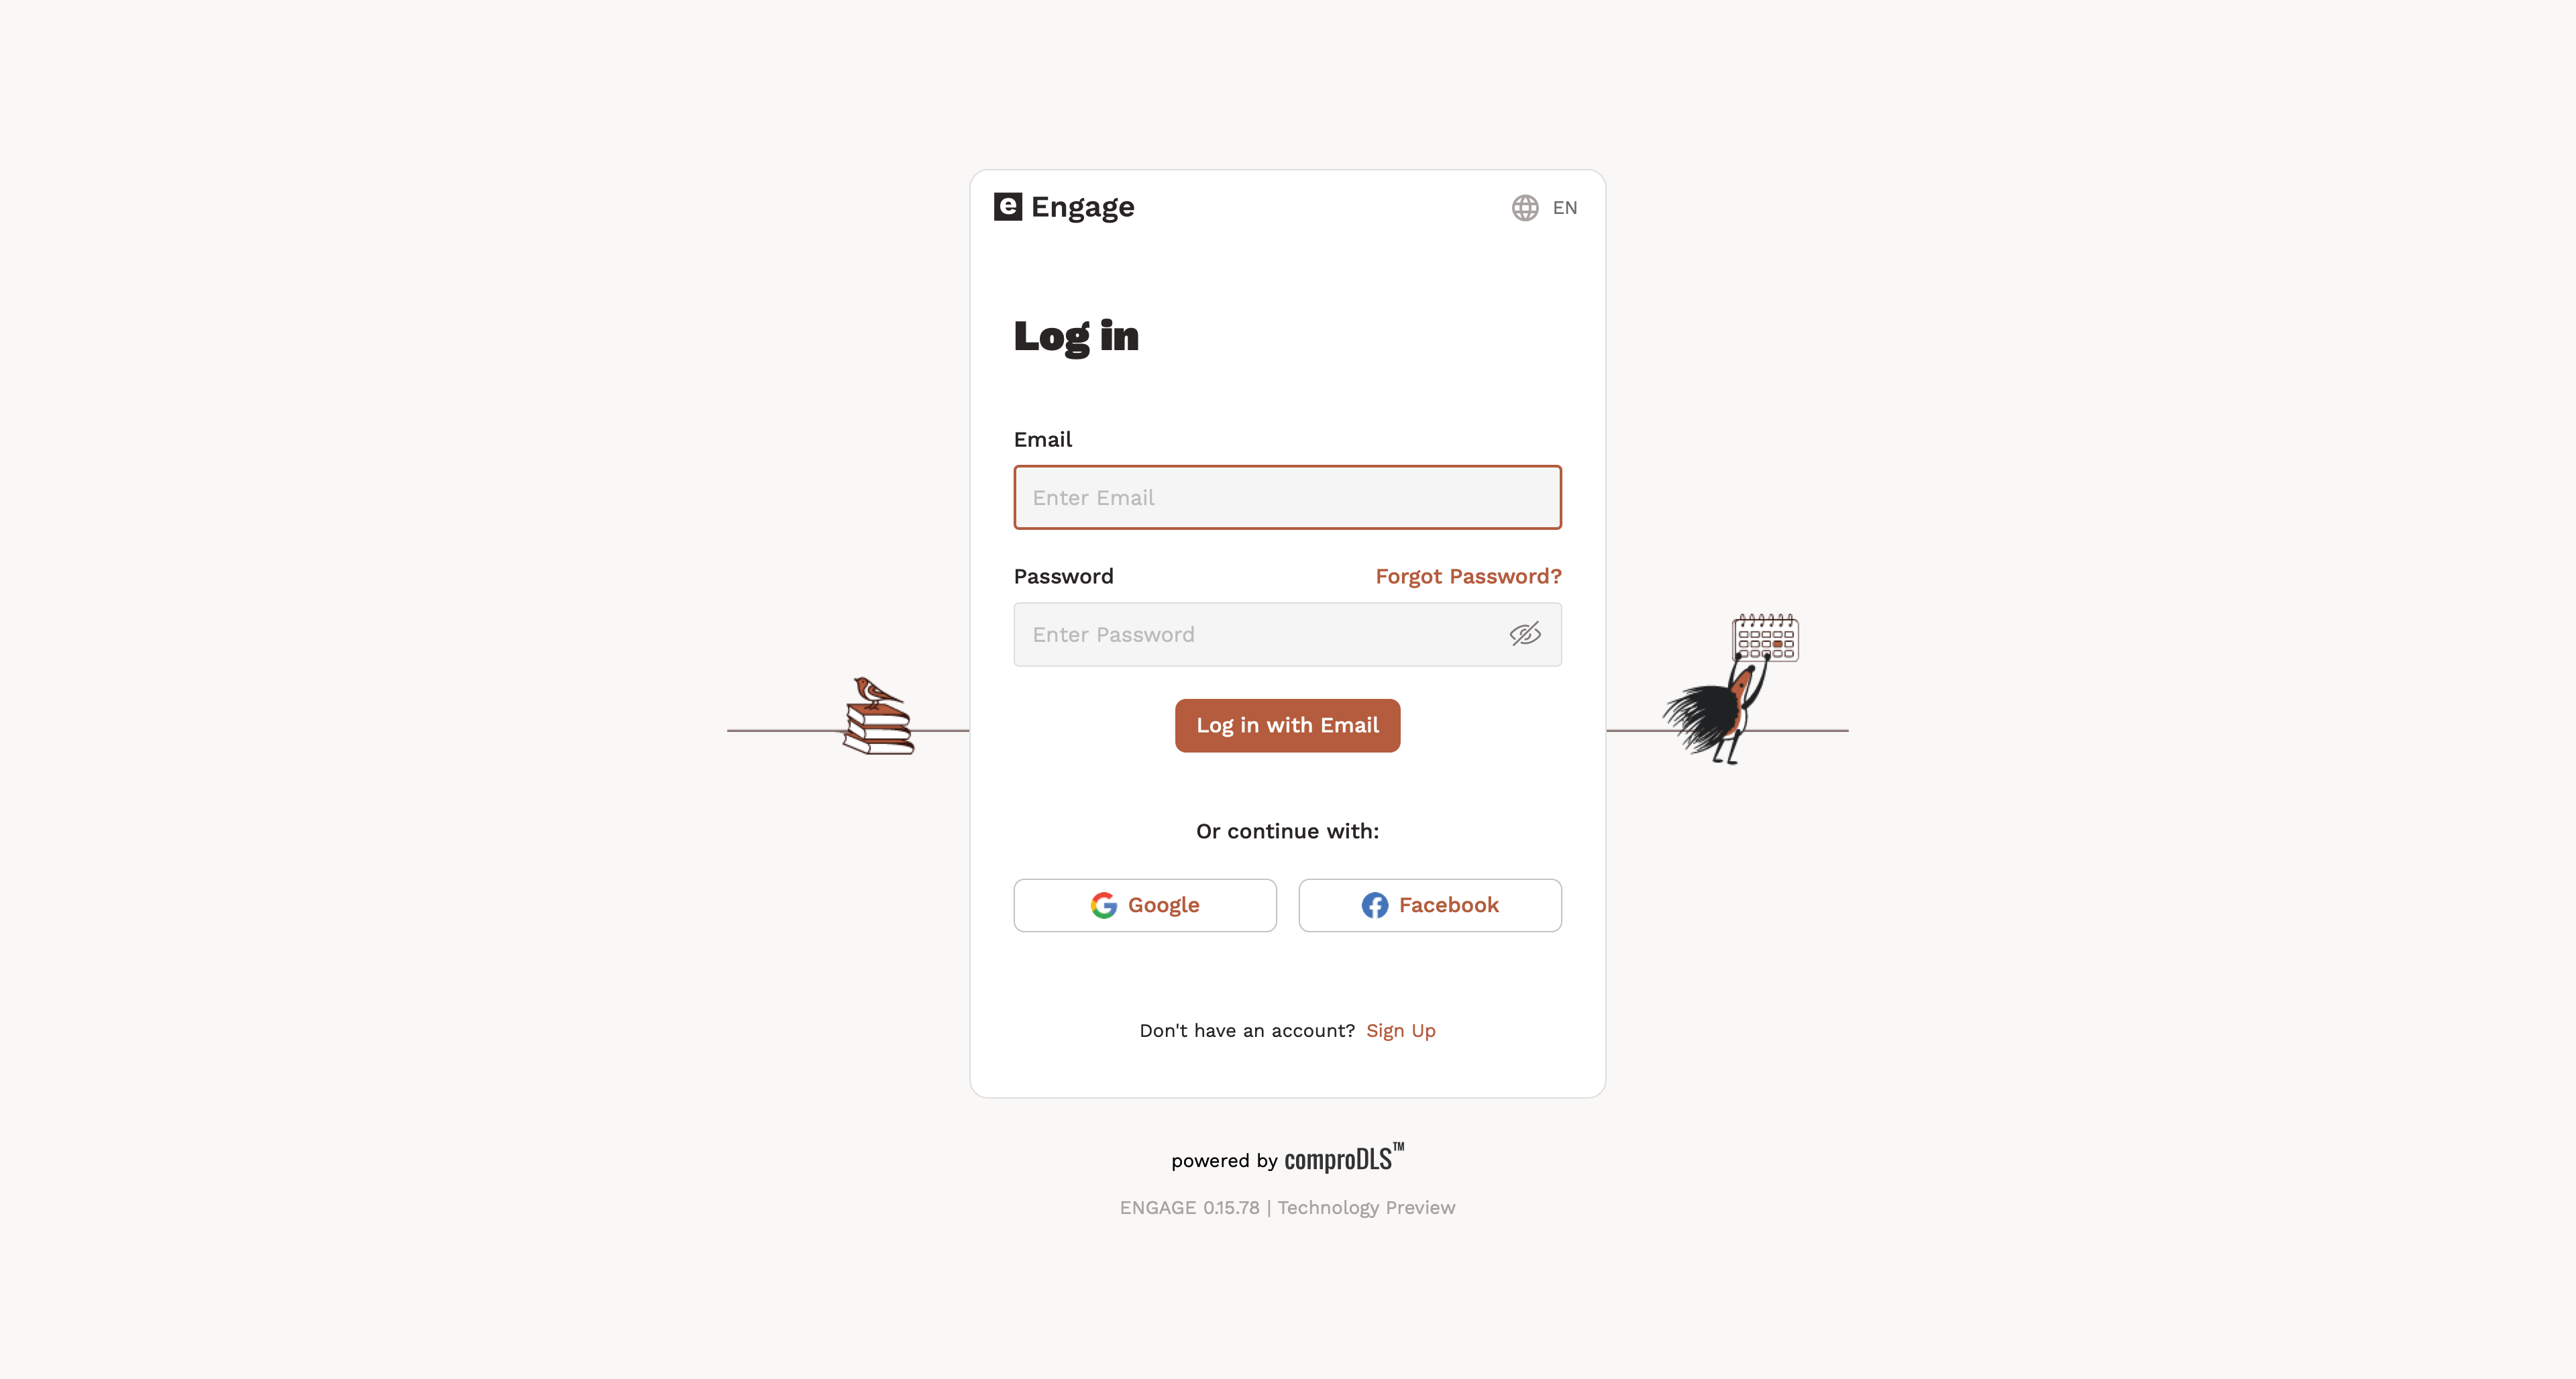 e Engage
EN
Log in
Email
Enter Email
Password
Forgot Password?
Enter Password
Log in with Email
Or continue with:
Google
Facebook
Don't have an account? Sign Up
powered by comproDLS™
ENGAGE 0.15.78 | Technology Preview